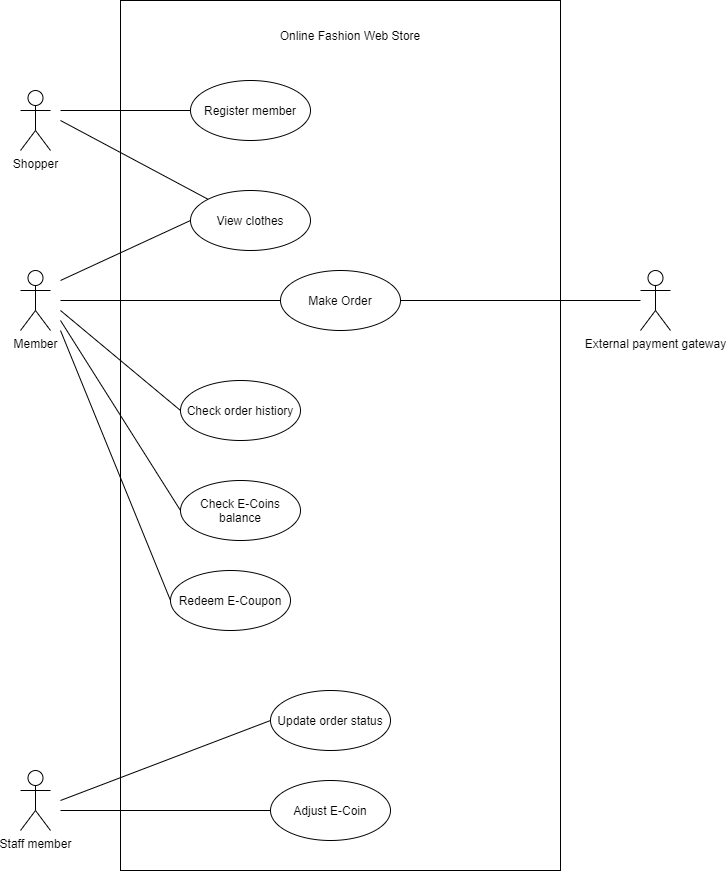 Online Fashion Web Store
Register member
Shopper
View clothes
Make Order
Member
External payment gateway
Check order histiory
Check E-Coins
balance
Redeem E-Coupon
Update order status
Adjust E-Coin
Staff member